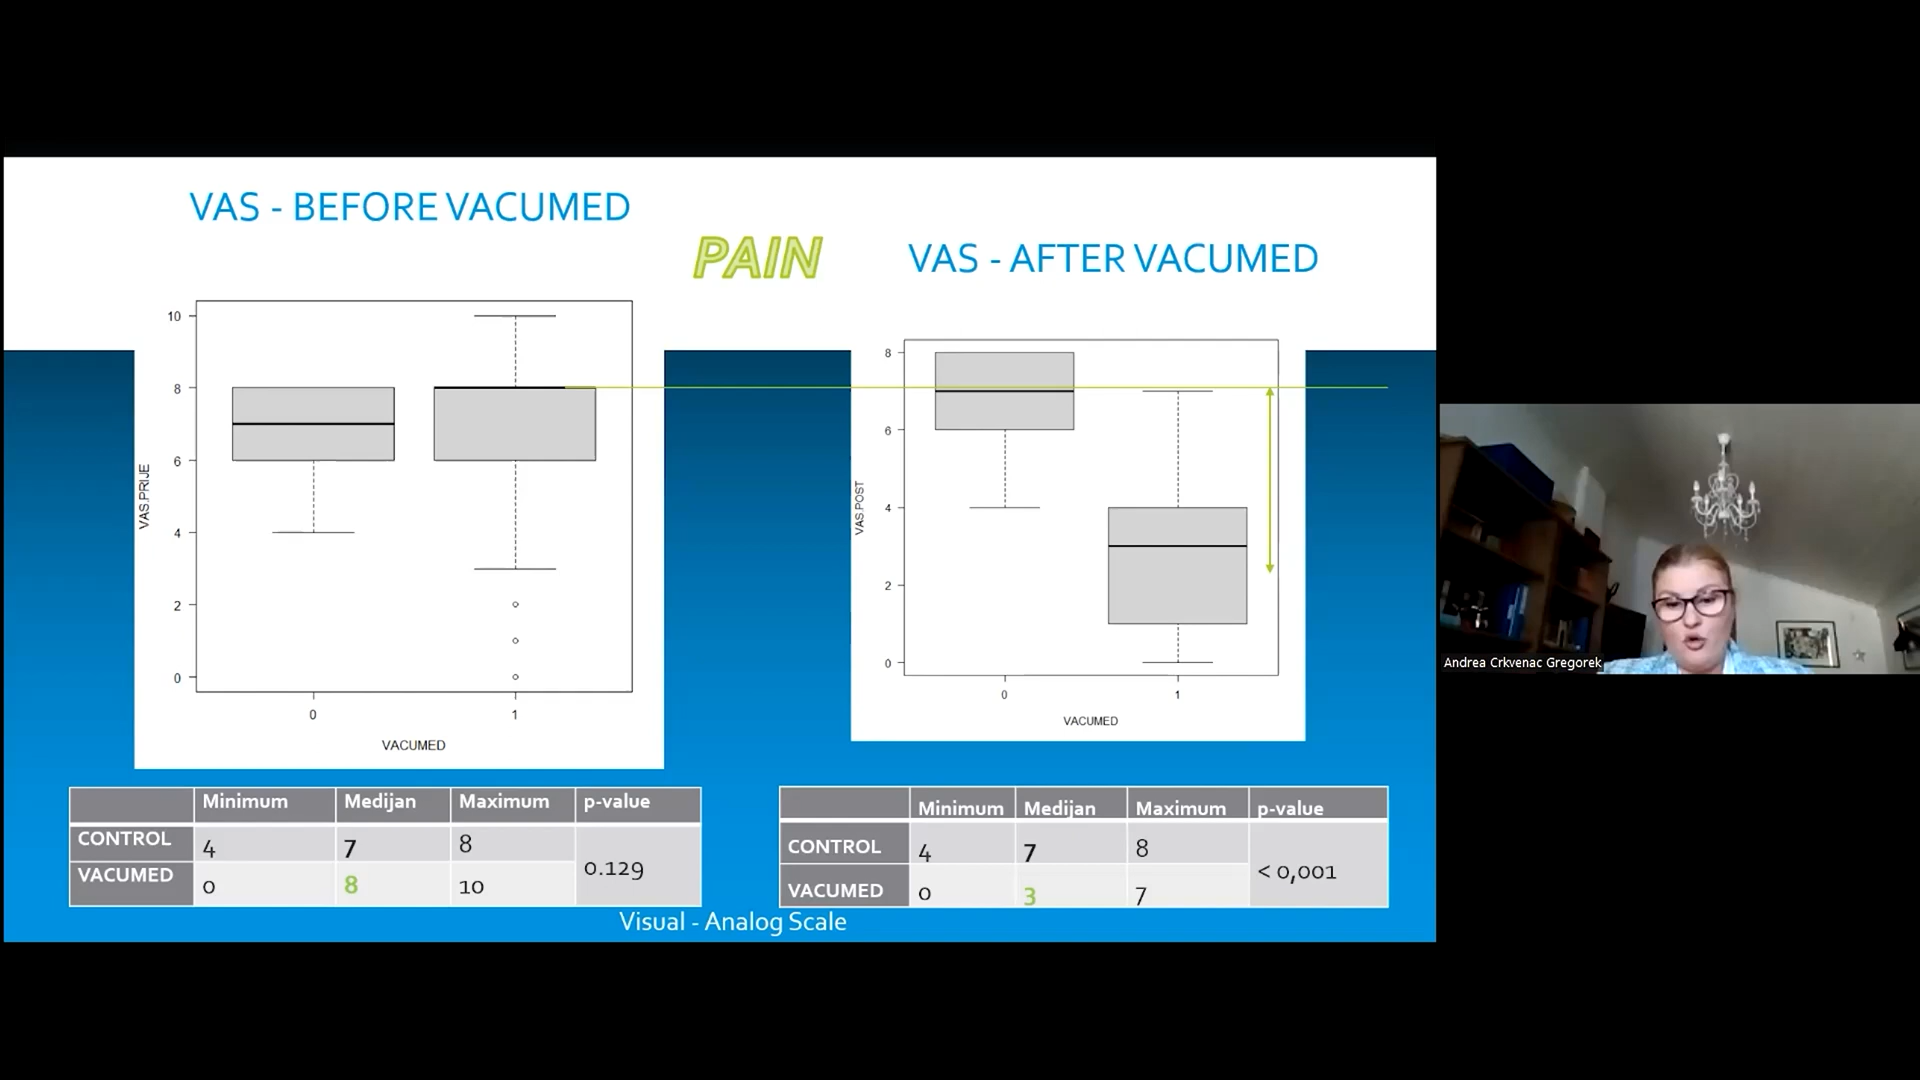 VAS - BEFORE VACUMED
PAIN
VAS - AFTER VACUMED
10
8
6
4
2
0
VAS.PRIJE
0 1
VACUMED
8
6
4
2
0
VAS.POST
0 1
VACUMED
Minimum Medijan Maximum p-value
CONTROL 4 7 8 0.129
VACUMED 0 8 10
Minimum Medijan Maximum p-value
CONTROL 4 7 8 < 0,001
VACUMED 0 3 7
Visual - Analog Scale
Andrea Crkvenac Gregorek